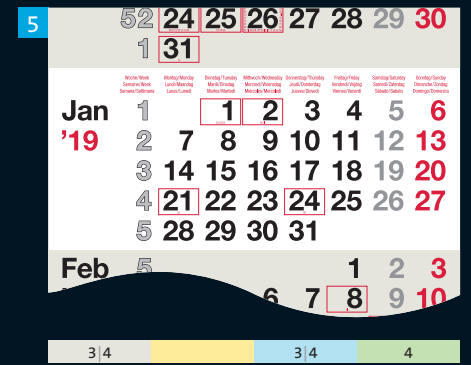 5
52 24 25 26 27 28 29 30
1 31
Woche/Week Montag/Monday Dienstag/Tuesday Mittwoch/Wednesday Donnerstag/Thursday Freitag/Friday Samstag/Saturday Sonntag/Sunday
Semaine/Week Lundi/Maandag Mardi/Dinsdag Mercredi/Woensdag Jeudi/Donderdag Vendredi/Vrijdag Samedi/Zaterdag Dimanche/Zondag
Semana/Settimana Lunes/Lunedì Martes/Martedì Miércoles/Mercoledì Jueves/Giovedì Viernes/Venerdì Sábado/Sabato Domingo/Domenica
Jan 1 1 2 3 4 5 6
'19 2 7 8 9 10 11 12 13
3 14 15 16 17 18 19 20
4 21 22 23 24 25 26 27
5 28 29 30 31
Feb 5 1 2 3
6 7 8 9 10
3|4 3|4 4